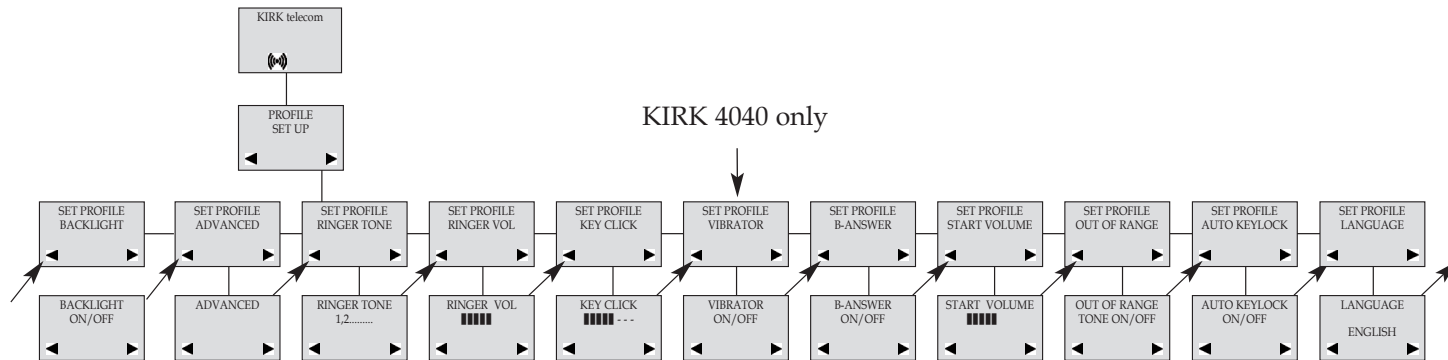 KIRK telecom
PROFILE
SET UP
KIRK 4040 only
SET PROFILE
BACKLIGHT
SET PROFILE
ADVANCED
SET PROFILE
RINGER TONE
SET PROFILE
RINGER VOL
SET PROFILE
KEY CLICK
SET PROFILE
VIBRATOR
SET PROFILE
B-ANSWER
SET PROFILE
START VOLUME
SET PROFILE
OUT OF RANGE
SET PROFILE
AUTO KEYLOCK
SET PROFILE
LANGUAGE
BACKLIGHT
ON/OFF
ADVANCED
RINGER TONE
1,2.........
RINGER VOL
KEY CLICK
- - -
VIBRATOR
ON/OFF
B-ANSWER
ON/OFF
START VOLUME
OUT OF RANGE
TONE ON/OFF
AUTO KEYLOCK
ON/OFF
LANGUAGE
ENGLISH